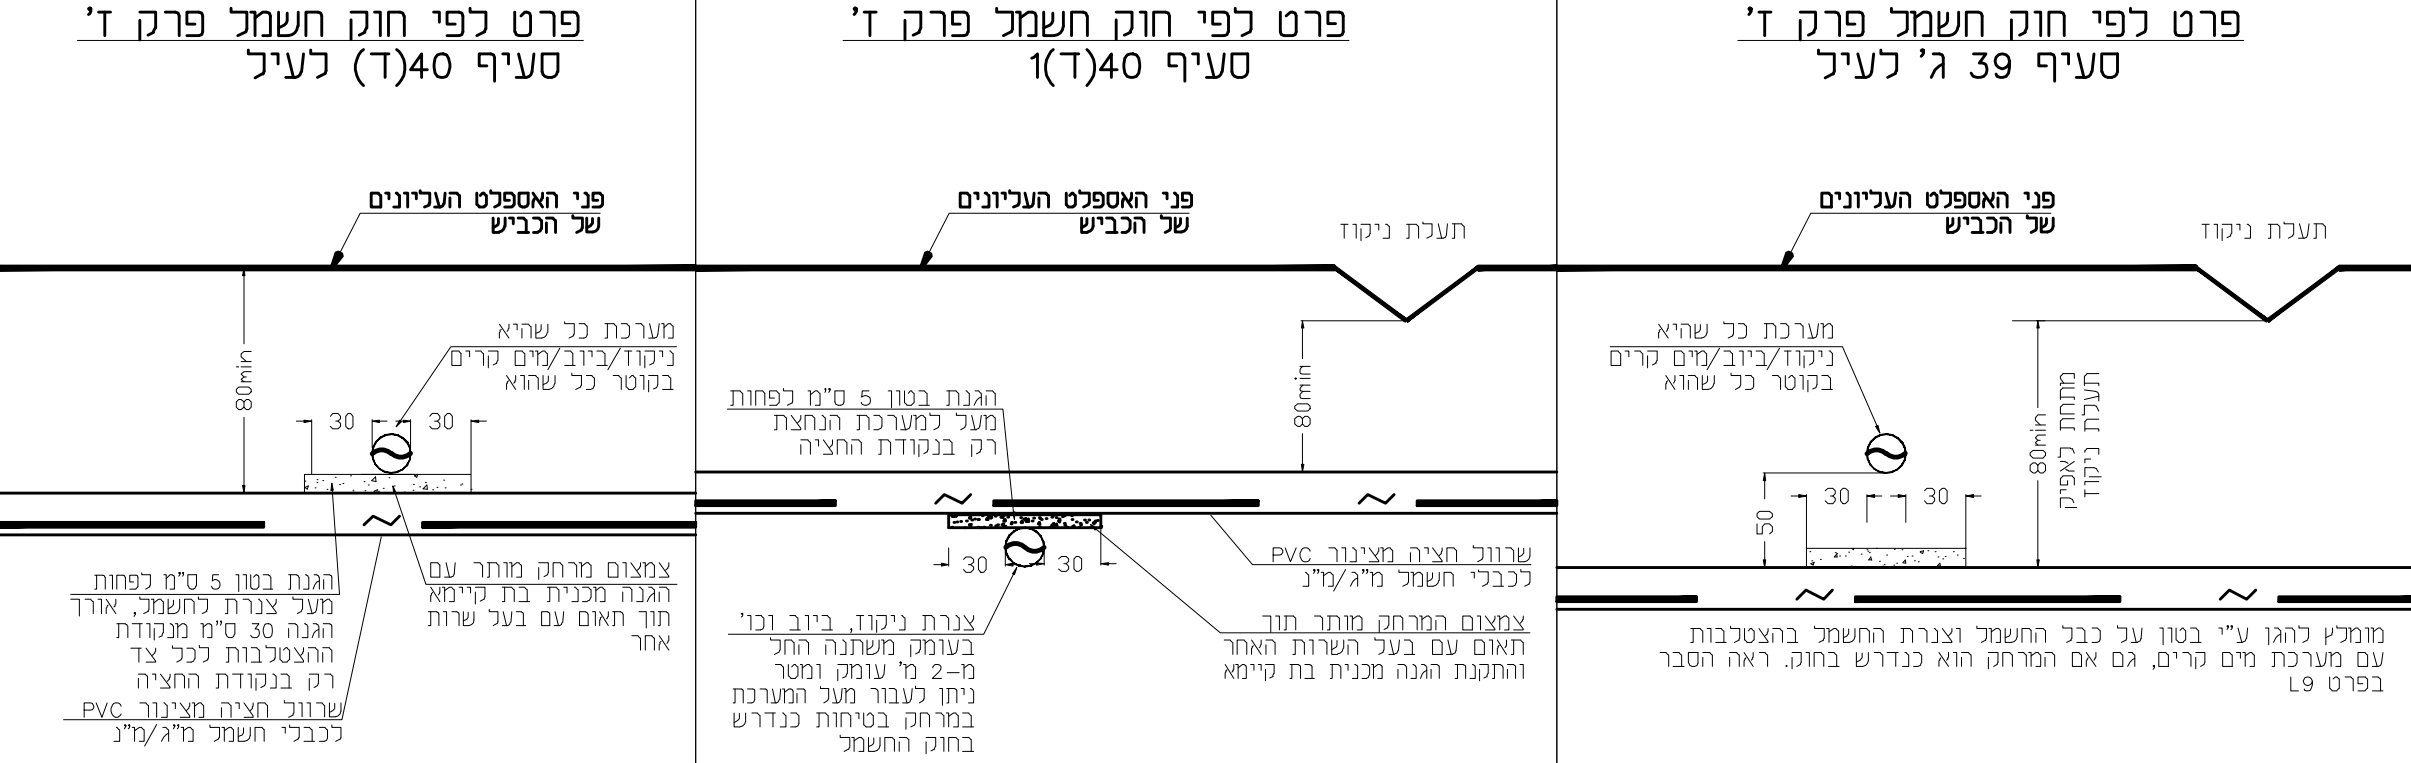 פרט לפי חוק חשמל פרק ז'
סעיף 39 ג' לעיל
פני האספלט העליונים
של הכביש
תעלת ניקוז
מערכת כל שהיא
ניקוז/ביוב/מים קרים
בקוטר כל שהוא
80min
מתחת לאפיק
תעלת ניקוז
30
30
50
מומלץ להגן ע"י בטון על כבל החשמל וצנרת החשמל בהצטלבות
עם מערכת מים קרים, גם אם המרחק הוא כנדרש בחוק. ראה הסבר
בפרט L9
פרט לפי חוק חשמל פרק ז'
סעיף 40(ד)1
פני האספלט העליונים
של הכביש
תעלת ניקוז
80min
הגנת בטון 5 ס"מ לפחות
מעל למערכת הנחצת
רק בנקודת החציה
30
30
שרוול חציה מצינור PVC
לכבלי חשמל מ"ג/מ"נ
צמצום המרחק מותר תוך
תאום עם בעל השרות האחר
והתקנת הגנה מכנית בת קיימא
צנרת ניקוז, ביוב וכו'
בעומק משתנה החל
מ-2 מ' עומק ומטר
ניתן לעבור מעל המערכת
במרחק בטיחות כנדרש
בחוק החשמל
פרט לפי חוק חשמל פרק ז'
סעיף 40(ד) לעיל
פני האספלט העליונים
של הכביש
80min
מערכת כל שהיא
ניקוז/ביוב/מים קרים
בקוטר כל שהוא
30
30
צמצום מרחק מותר עם
הגנה מכנית בת קיימא
תוך תאום עם בעל שרות
אחר
הגנת בטון 5 ס"מ לפחות
מעל צנרת לחשמל, אורך
הגנה 30 ס"מ מנקודת
ההצטלבות לכל צד
רק בנקודת החציה
שרוול חציה מצינור PVC
לכבלי חשמל מ"ג/מ"נ